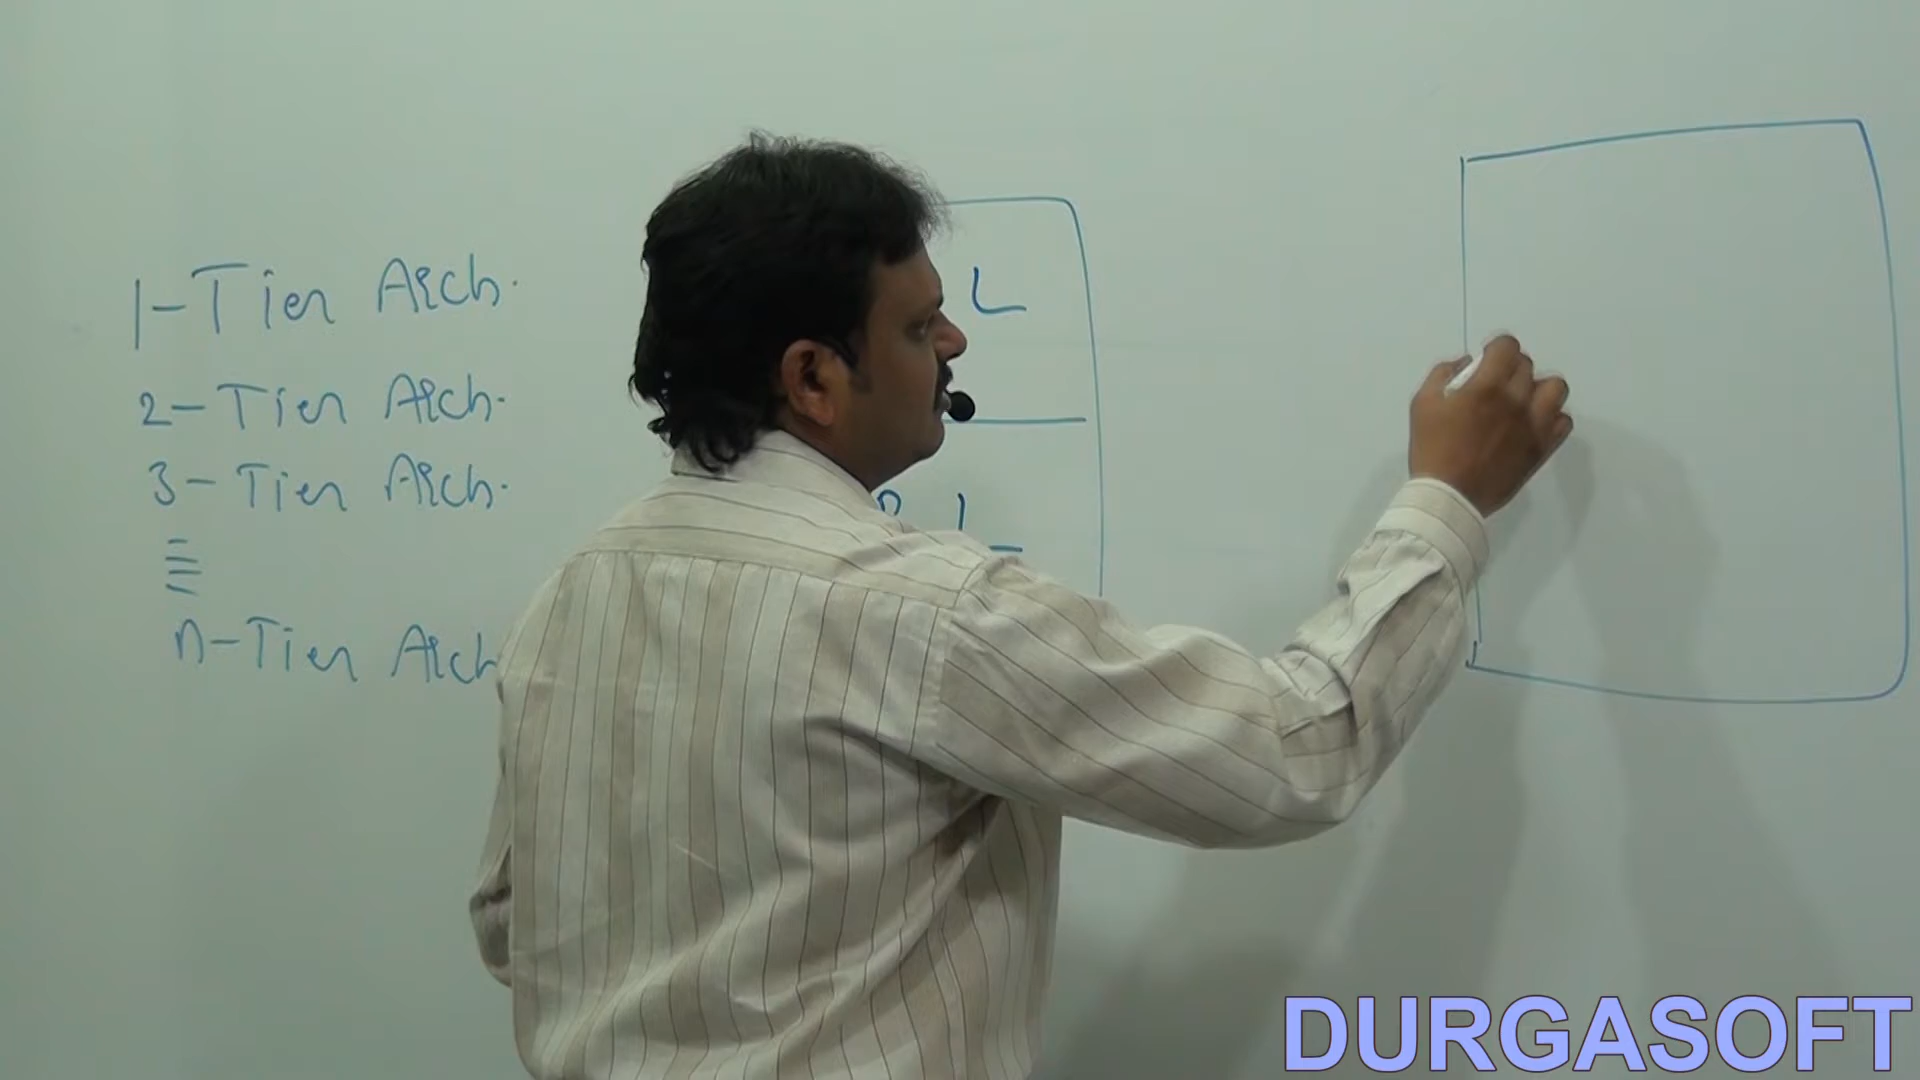 1-Tier Arch.
2-Tier Arch.
3-Tier Arch.
n-Tier Arch
L
L
DURGASOFT